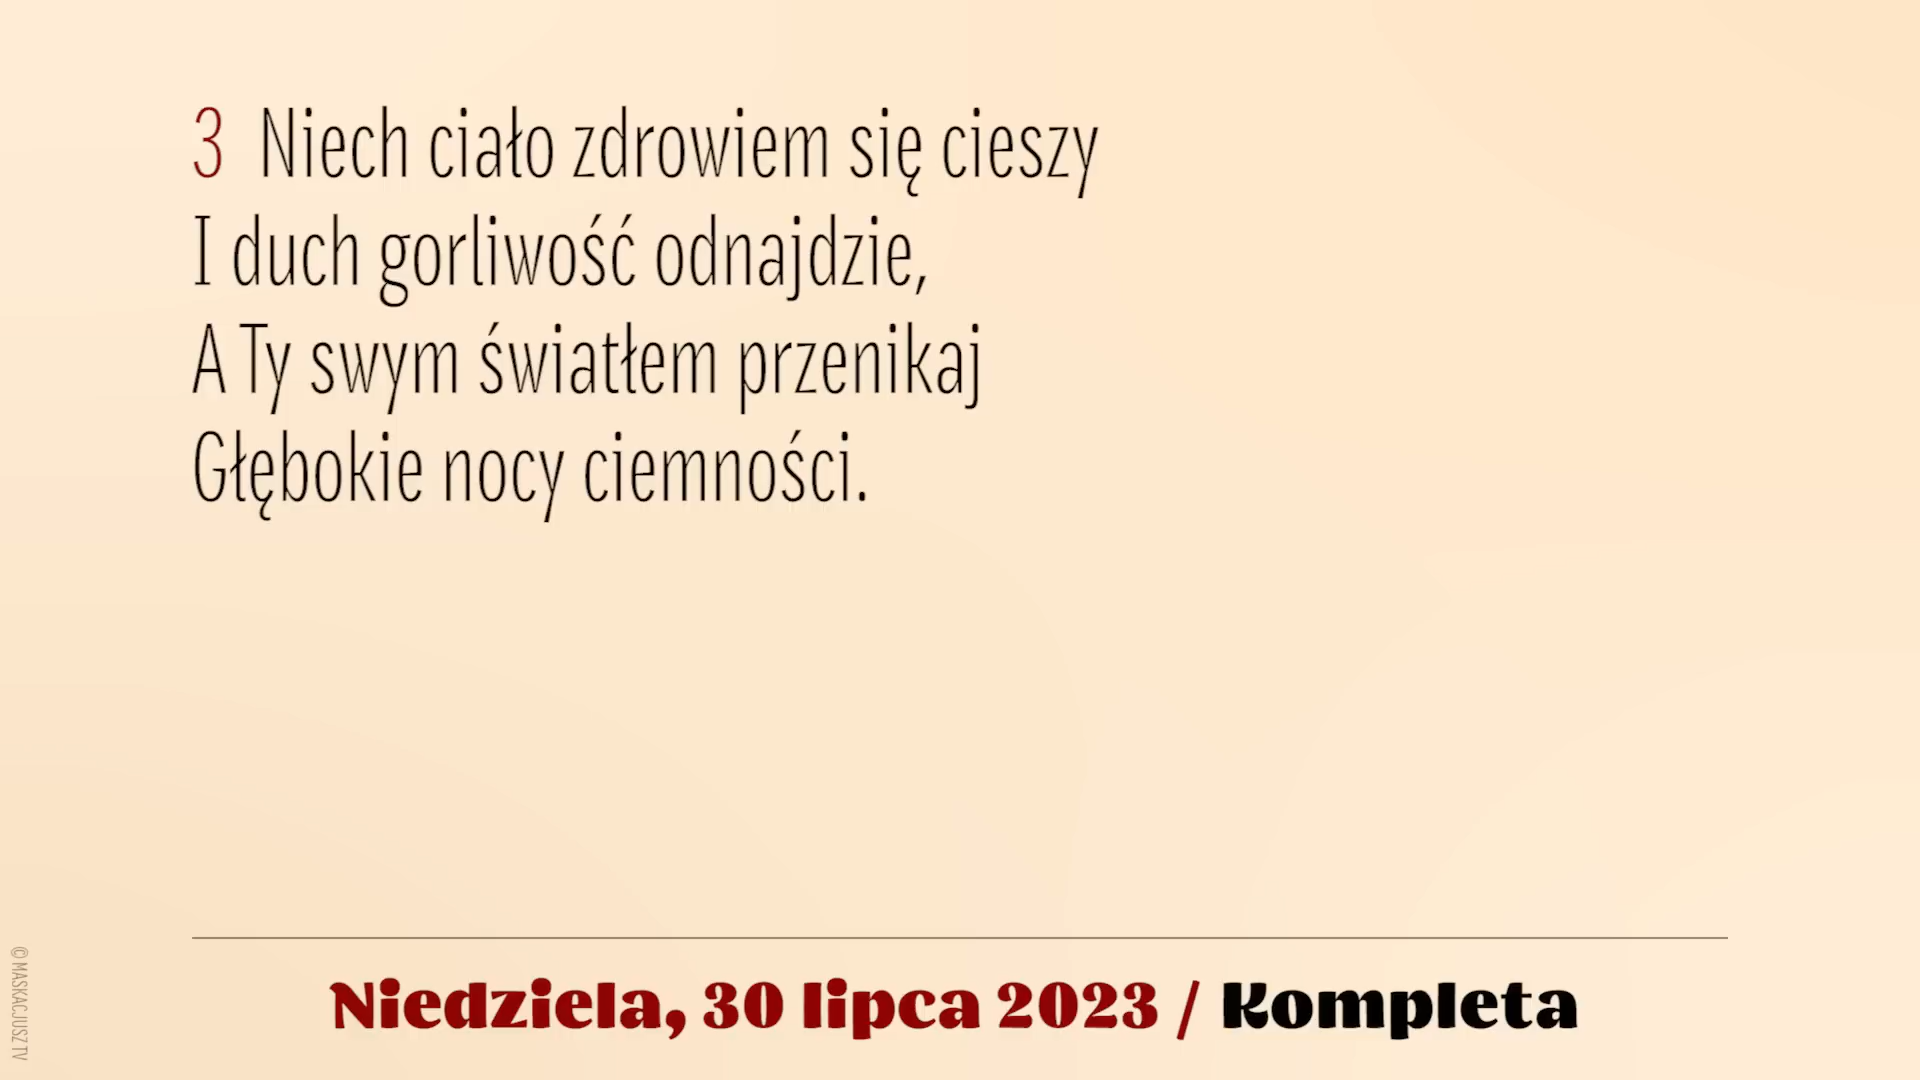 3 Niech ciało zdrowiem się cieszy
I duch gorliwość odnajdzie,
A Ty swym światłem przenikaj
Głębokie nocy ciemności.
Niedziela, 30 lipca 2023 / Kompleta
© MASKACJUSZ TV